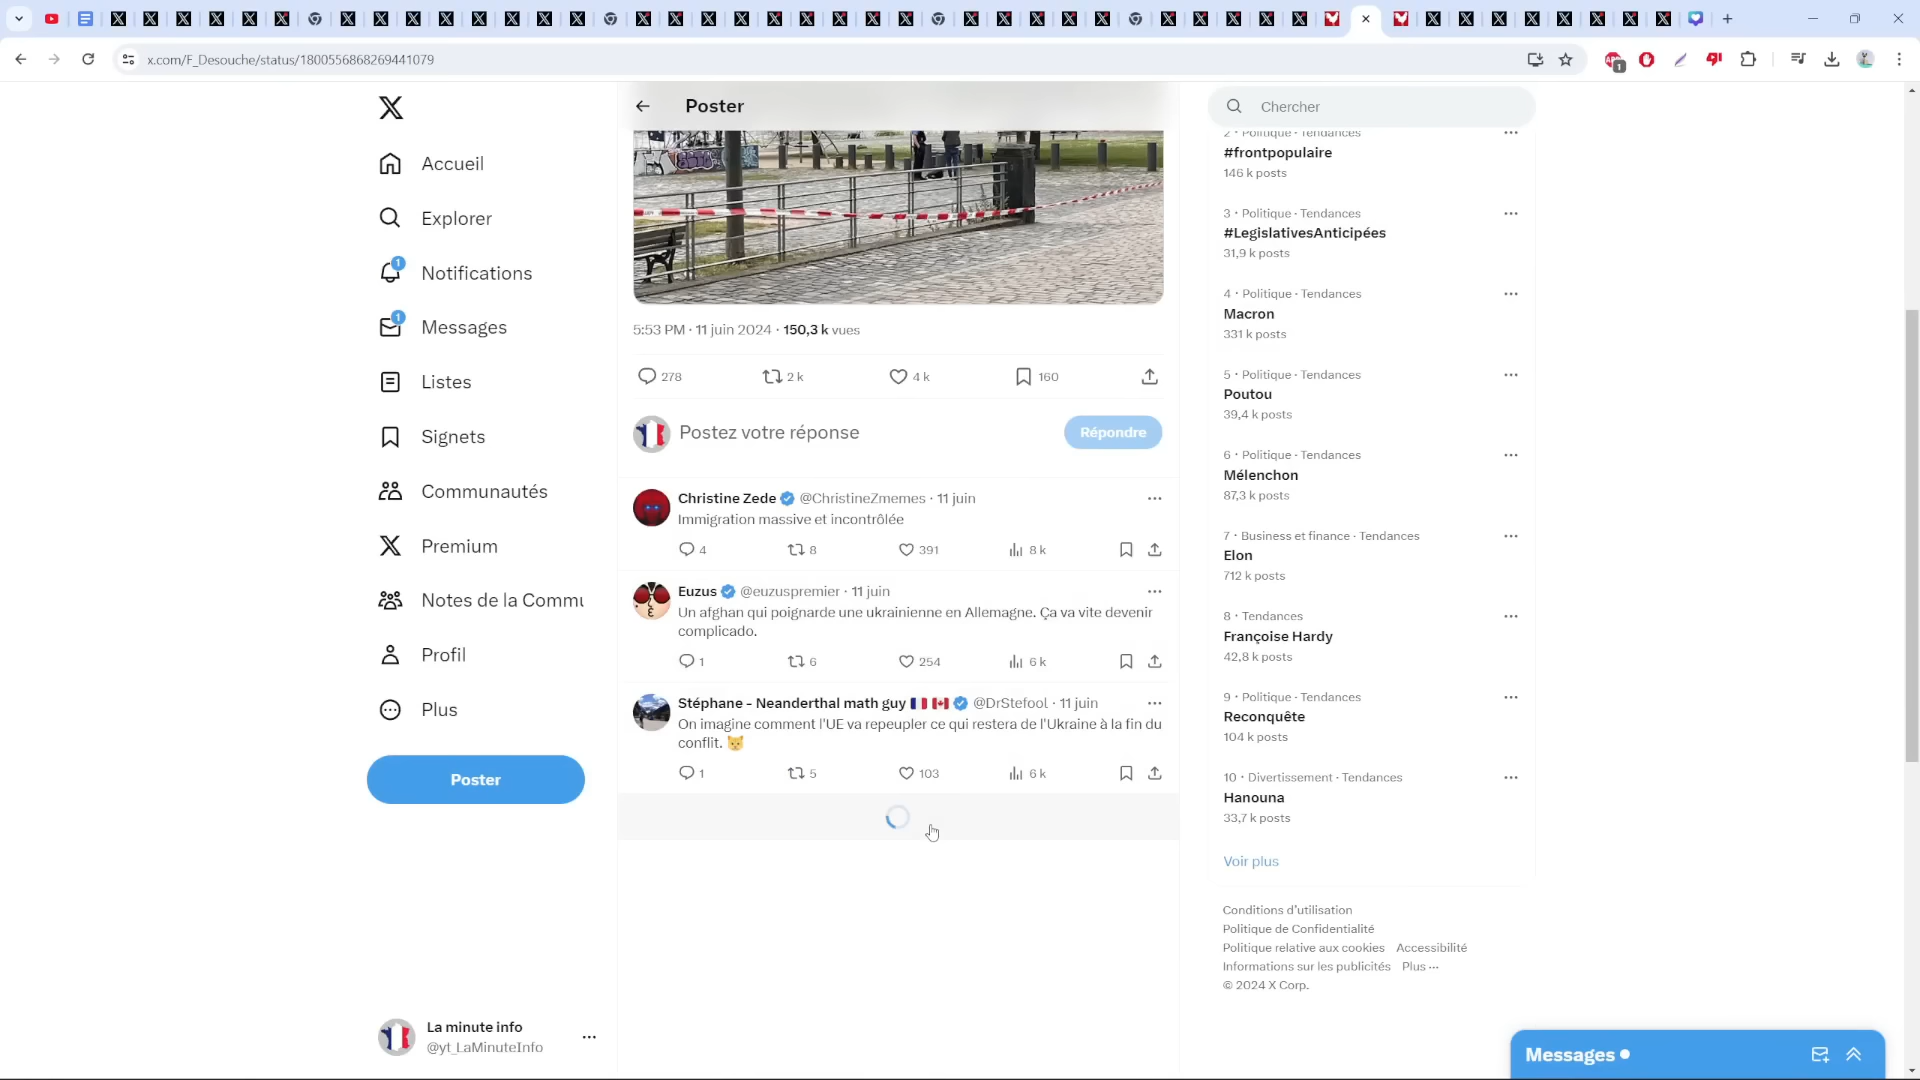 x.com/F_Desouche/status/1800556868269441079
1
Poster
Chercher
Accueil
Explorer
1
Notifications
1
Messages
Listes
Signets
Communautés
Premium
Notes de la Commu
Profil
Plus
Poster
La minute info
@yt_LaMinuteInfo
5:53 PM · 11 juin 2024 · 150,3 k vues
278 2 k 4 k 160
Postez votre réponse
Répondre
Christine Zede @ChristineZmemes · 11 juin
Immigration massive et incontrôlée
4 8 391 8 k
Euzus @euzuspremier · 11 juin
Un afghan qui poignarde une ukrainienne en Allemagne. Ça va vite devenir
complicado.
1 6 254 6 k
Stéphane - Neanderthal math guy 🇫🇷 🇨🇦 @DrStefool · 11 juin
On imagine comment l'UE va repeupler ce qui restera de l'Ukraine à la fin du
conflit. 😼
1 5 103 6 k
2 · Politique · Tendances
#frontpopulaire
146 k posts
3 · Politique · Tendances
#LegislativesAnticipées
31,9 k posts
4 · Politique · Tendances
Macron
331 k posts
5 · Politique · Tendances
Poutou
39,4 k posts
6 · Politique · Tendances
Mélenchon
87,3 k posts
7 · Business et finance · Tendances
Elon
712 k posts
8 · Tendances
Françoise Hardy
42,8 k posts
9 · Politique · Tendances
Reconquête
104 k posts
10 · Divertissement · Tendances
Hanouna
33,7 k posts
Voir plus
Conditions d'utilisation
Politique de Confidentialité
Politique relative aux cookies Accessibilité
Informations sur les publicités Plus ···
© 2024 X Corp.
Messages